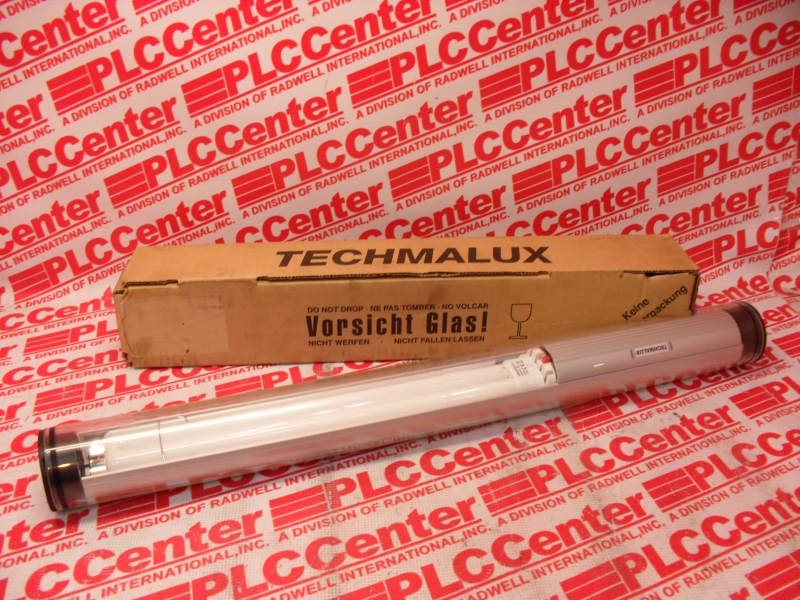 PLCCenter
A DIVISION OF RADWELL INTERNATIONAL,INC.
TECHMALUX
DO NOT DROP - NE PAS TOMBER - NO VOLCAR
Vorsicht Glas!
NICHT WERFEN NICHT FALLEN LASSEN
Keine
TECHMALUX